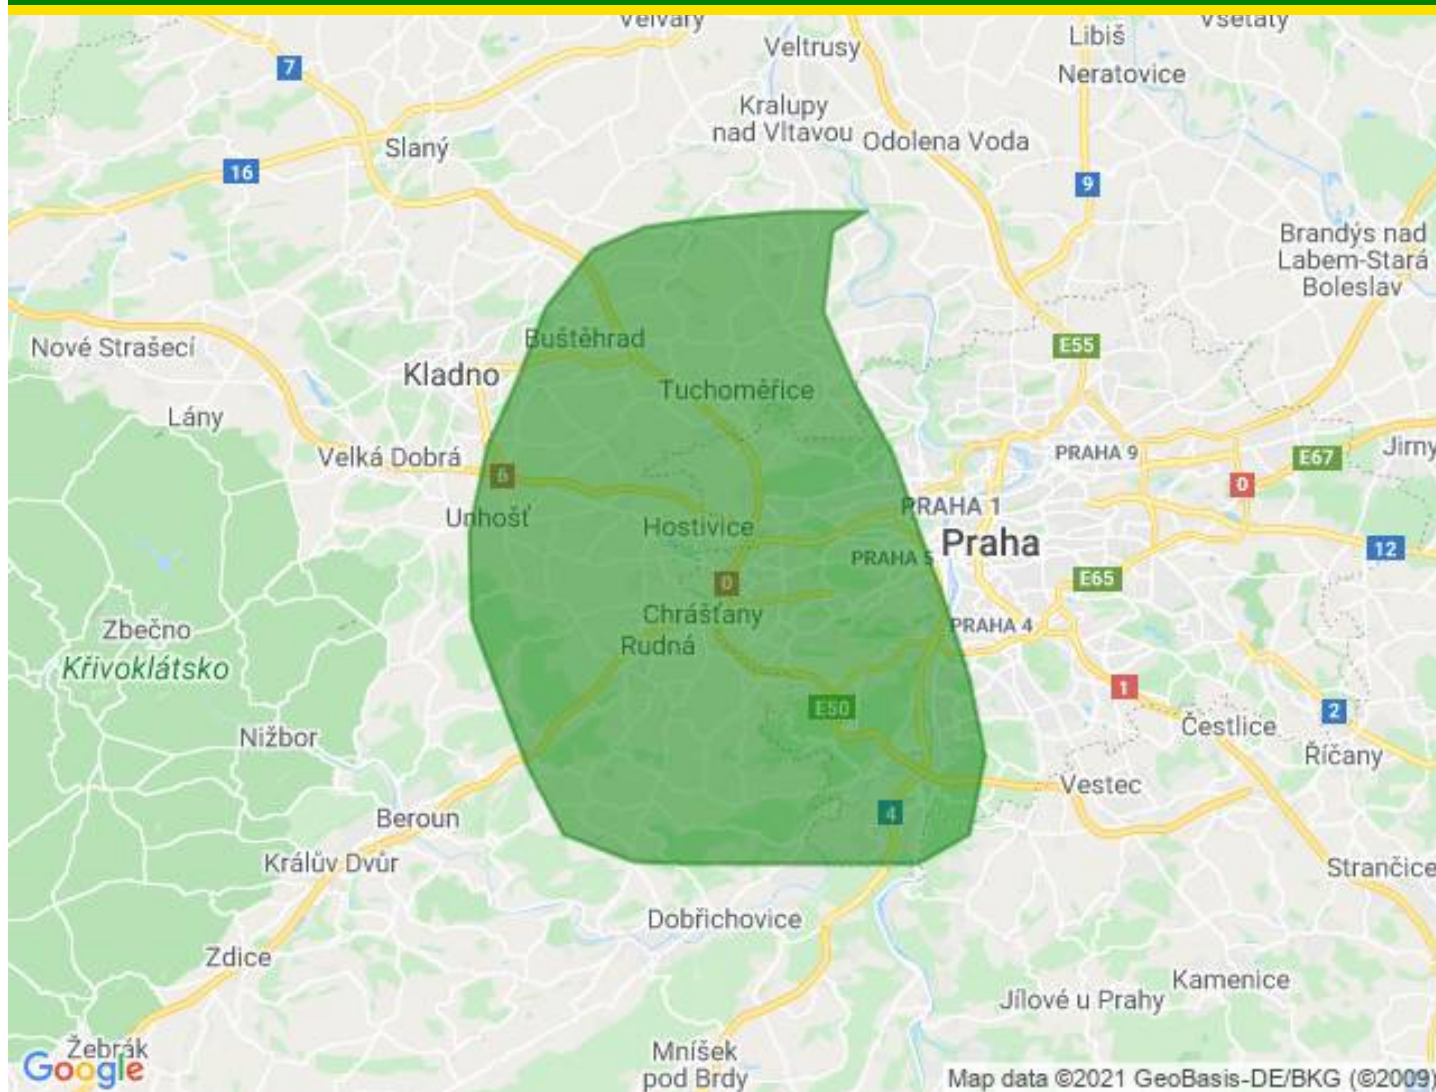 Velvary
Všetaty
Libiš
Veltrusy
Neratovice
7
Kralupy
nad Vltavou
Odolena Voda
Slaný
16
9
Brandýs nad
Labem-Stará
Boleslav
Buštěhrad
E55
Nové Strašecí
Kladno
Tuchoměřice
Lány
Velká Dobrá
PRAHA 9
E67
Jirny
6
0
Unhošť
Hostivice
PRAHA 1
Praha
12
PRAHA 5
E65
0
Chrášťany
Zbečno
PRAHA 4
Rudná
Křivoklátsko
1
E50
2
Nižbor
Čestlice
Říčany
Vestec
Beroun
4
Králův Dvůr
Strančice
Dobřichovice
Zdice
Kamenice
Jílové u Prahy
Žebrák
Mníšek
pod Brdy
Google
Map data ©2021 GeoBasis-DE/BKG (©2009)